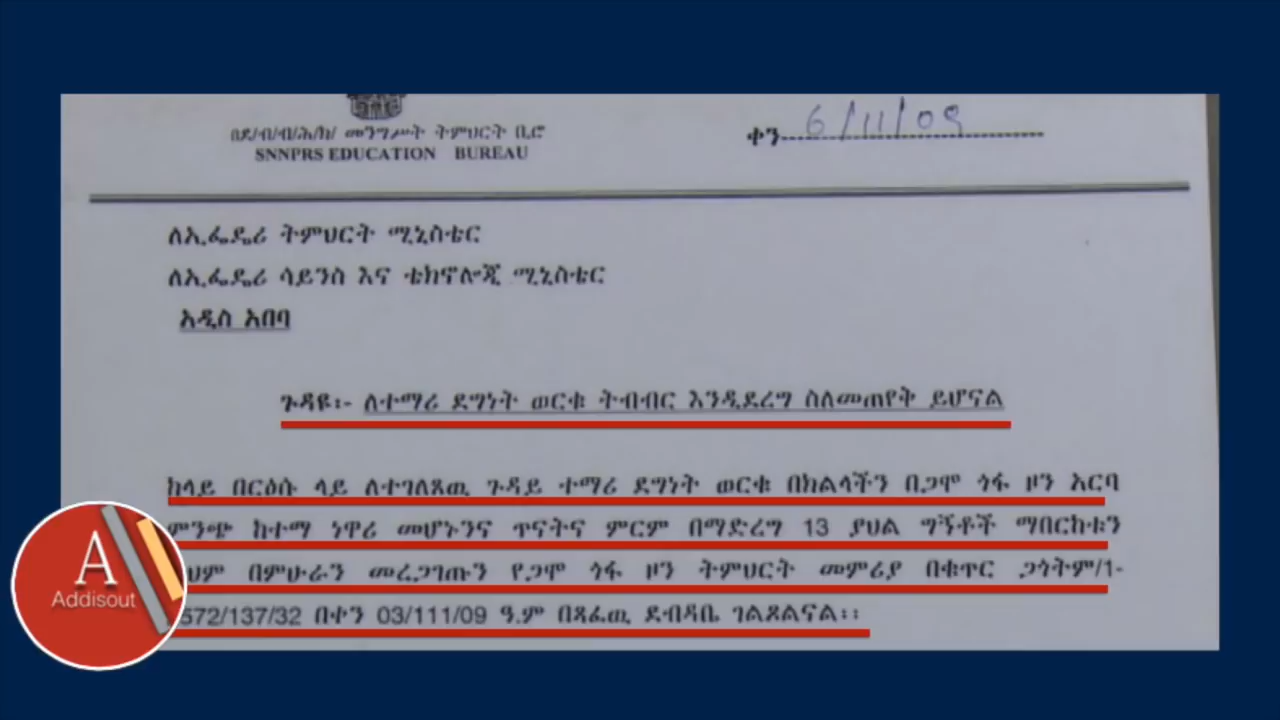 በደ/ብ/ብ/ሕ/ክ/ መንግሥት ትምህርት ቢሮ
SNNPRS EDUCATION BUREAU
ቀን 6/11/09
ለኢፌዴሪ ትምህርት ሚኒስቴር
ለኢፌዴሪ ሳይንስ እና ቴክኖሎጂ ሚኒስቴር
አዲስ አበባ
ጉዳዩ፡- ለተማሪ ደግነት ወርቁ ትብብር እንዲደረግ ስለመጠየቅ ይሆናል
ከላይ በርዕሱ ላይ ለተገለጸዉ ጉዳይ ተማሪ ደግነት ወርቁ በክልላችን በጋሞ ጎፋ ዞን አርባ
ምንጭ ከተማ ነዋሪ መሆኑንና ጥናትና ምርምር በማድረግ 13 ያህል ግኝቶች ማበርከቱን
በምሁራን መረጋገጡን የጋሞ ጎፋ ዞን ትምህርት መምሪያ በቁጥር ጋጎትም/1-
572/137/32 በቀን 03/111/09 ዓ.ም በጻፈዉ ደብዳቤ ገልጾልናል፡፡
A
Addisout